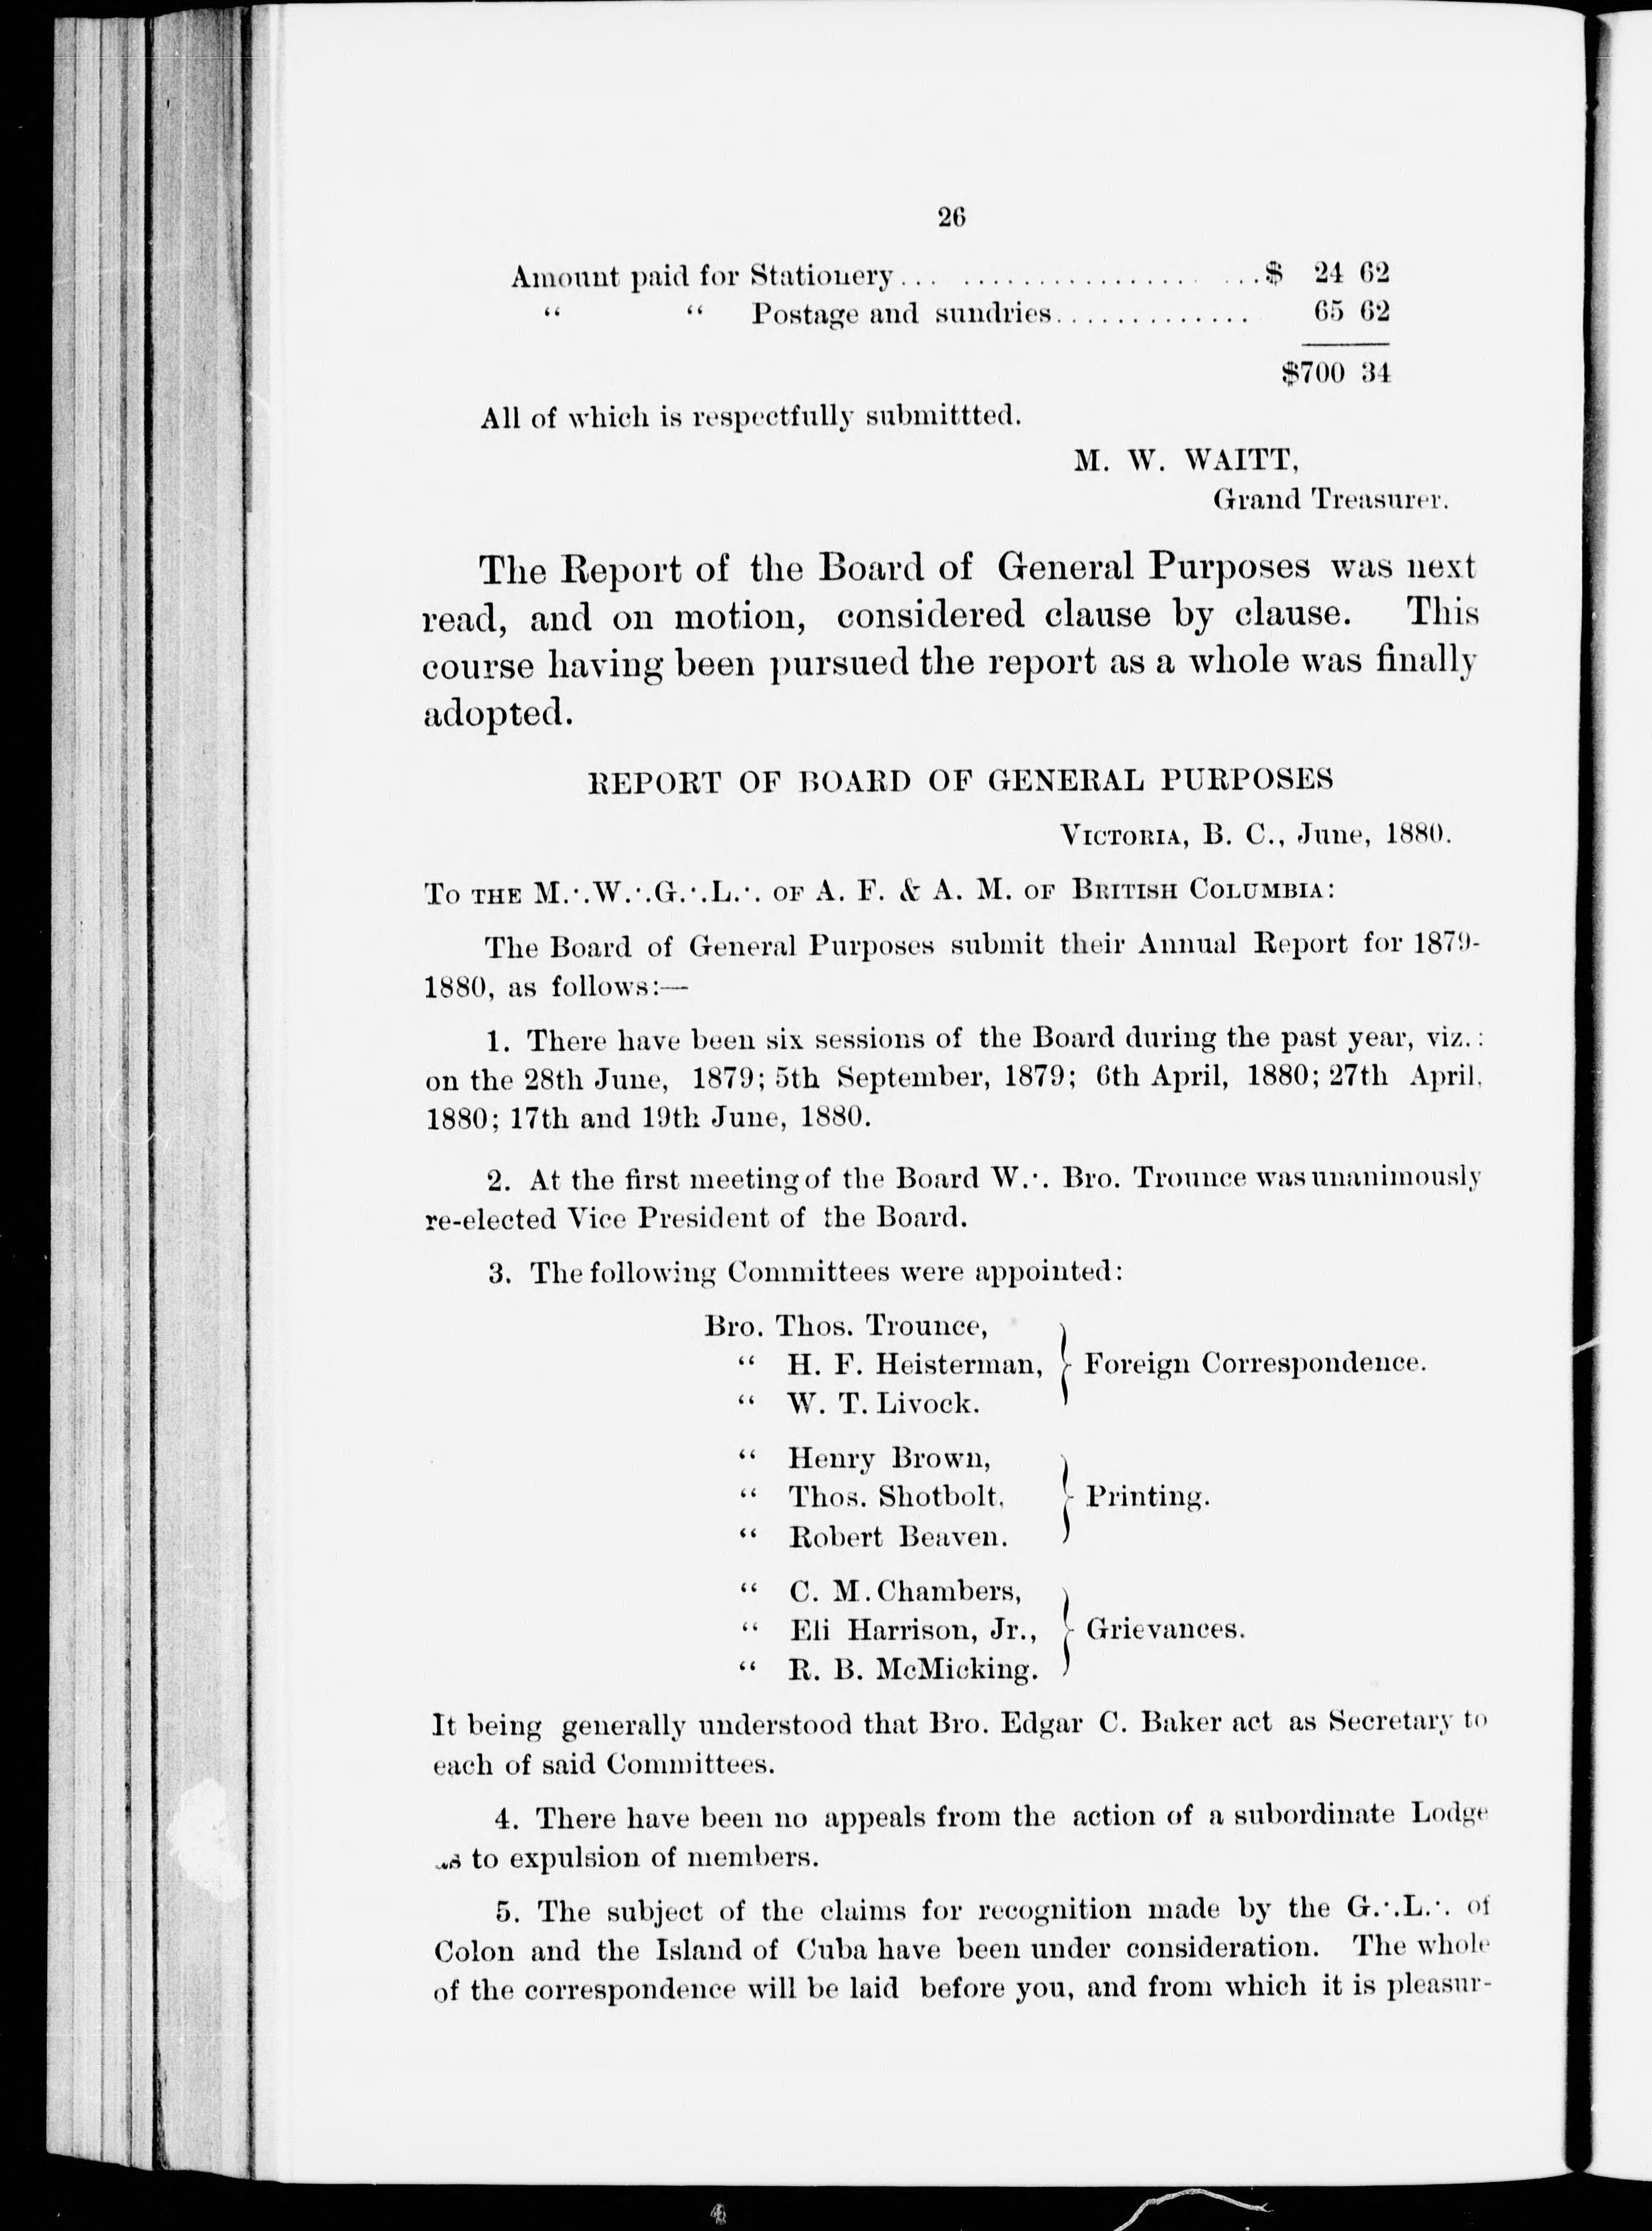 26
Amount paid for Stationery... .................... ...$ 24 62
“ “ Postage and sundries.............. 65 62
$700 34
All of which is respectfully submittted.
M. W. WAITT,
Grand Treasurer.
The Report of the Board of General Purposes was next
read, and on motion, considered clause by clause. This
course having been pursued the report as a whole was finally
adopted.
REPORT OF BOARD OF GENERAL PURPOSES
VICTORIA, B. C., June, 1880.
TO THE M.∴W.∴G.∴L.∴ OF A. F. & A. M. OF BRITISH COLUMBIA:
The Board of General Purposes submit their Annual Report for 1879-
1880, as follows:—
1. There have been six sessions of the Board during the past year, viz.:
on the 28th June, 1879; 5th September, 1879; 6th April, 1880; 27th April,
1880; 17th and 19th June, 1880.
2. At the first meeting of the Board W.∴ Bro. Trounce was unanimously
re-elected Vice President of the Board.
3. The following Committees were appointed:
Bro. Thos. Trounce,
“ H. F. Heisterman, } Foreign Correspondence.
“ W. T. Livock.
“ Henry Brown,
“ Thos. Shotbolt, } Printing.
“ Robert Beaven.
“ C. M. Chambers,
“ Eli Harrison, Jr., } Grievances.
“ R. B. McMicking.
It being generally understood that Bro. Edgar C. Baker act as Secretary to
each of said Committees.
4. There have been no appeals from the action of a subordinate Lodge
as to expulsion of members.
5. The subject of the claims for recognition made by the G.∴L.∴ of
Colon and the Island of Cuba have been under consideration. The whole
of the correspondence will be laid before you, and from which it is pleasur-